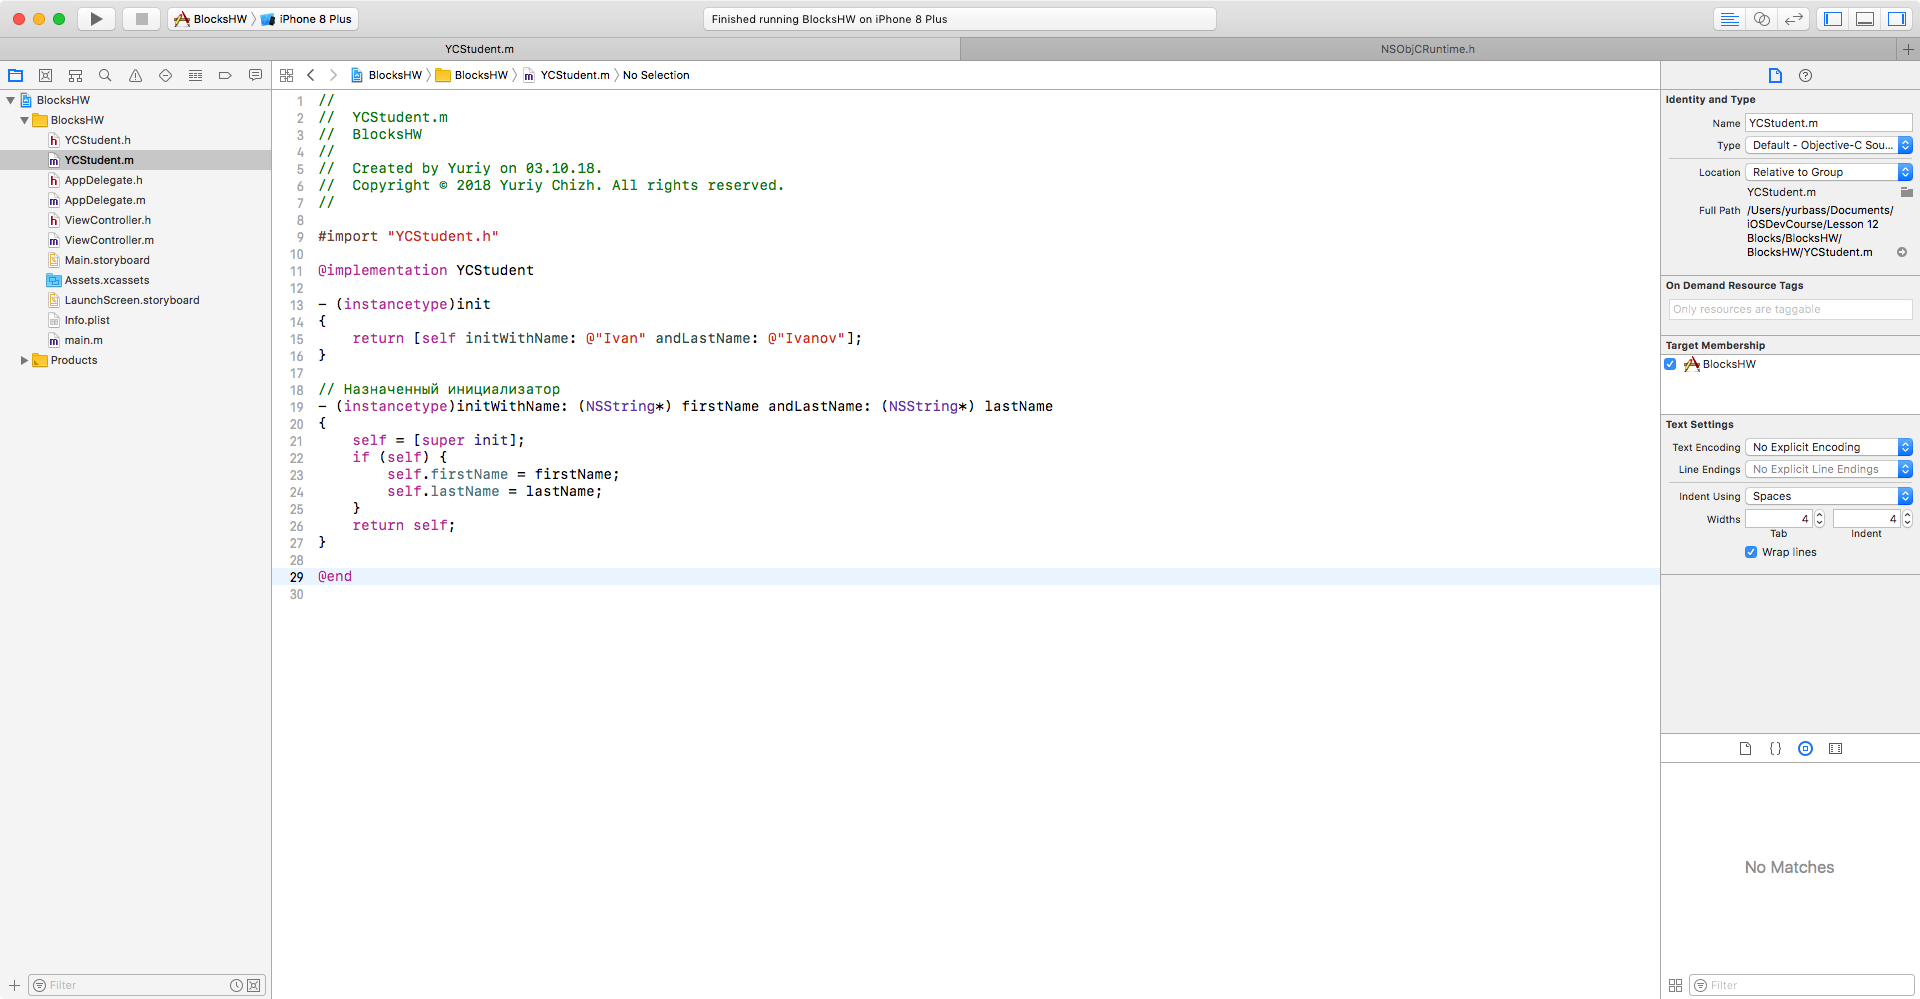 BlocksHW 〉 iPhone 8 Plus
Finished running BlocksHW on iPhone 8 Plus
YCStudent.m
NSObjCRuntime.h
BlocksHW
BlocksHW
YCStudent.h
YCStudent.m
AppDelegate.h
AppDelegate.m
ViewController.h
ViewController.m
Main.storyboard
Assets.xcassets
LaunchScreen.storyboard
Info.plist
main.m
Products
Filter
BlocksHW 〉 BlocksHW 〉 YCStudent.m 〉 No Selection
1 //
2 //  YCStudent.m
3 //  BlocksHW
4 //
5 //  Created by Yuriy on 03.10.18.
6 //  Copyright © 2018 Yuriy Chizh. All rights reserved.
7 //
8
9 #import "YCStudent.h"
10
11 @implementation YCStudent
12
13 - (instancetype)init
14 {
15     return [self initWithName: @"Ivan" andLastName: @"Ivanov"];
16 }
17
18 // Назначенный инициализатор
19 - (instancetype)initWithName: (NSString*) firstName andLastName: (NSString*) lastName
20 {
21     self = [super init];
22     if (self) {
23         self.firstName = firstName;
24         self.lastName = lastName;
25     }
26     return self;
27 }
28
29 @end
30
Identity and Type
Name YCStudent.m
Type Default - Objective-C Sou...
Location Relative to Group
YCStudent.m
Full Path /Users/yurbass/Documents/
iOSDevCourse/Lesson 12
Blocks/BlocksHW/
BlocksHW/YCStudent.m
On Demand Resource Tags
Only resources are taggable
Target Membership
BlocksHW
Text Settings
Text Encoding No Explicit Encoding
Line Endings No Explicit Line Endings
Indent Using Spaces
Widths 4 4
Tab Indent
Wrap lines
No Matches
Filter